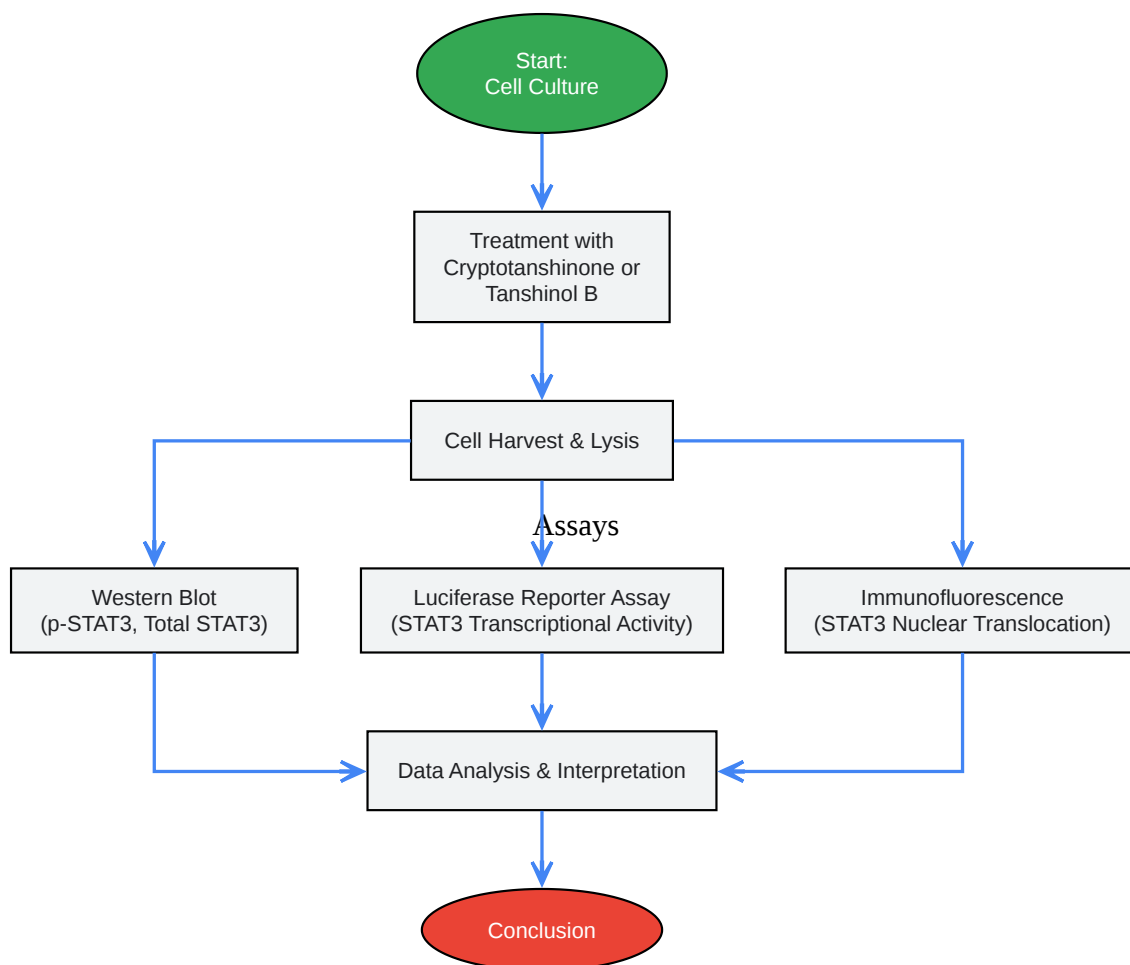 Start:
Cell Culture
Treatment with
Cryptotanshinone or
Tanshinol B
Cell Harvest & Lysis
Assays
Western Blot
(p-STAT3, Total STAT3)
Luciferase Reporter Assay
(STAT3 Transcriptional Activity)
Immunofluorescence
(STAT3 Nuclear Translocation)
Data Analysis & Interpretation
Conclusion